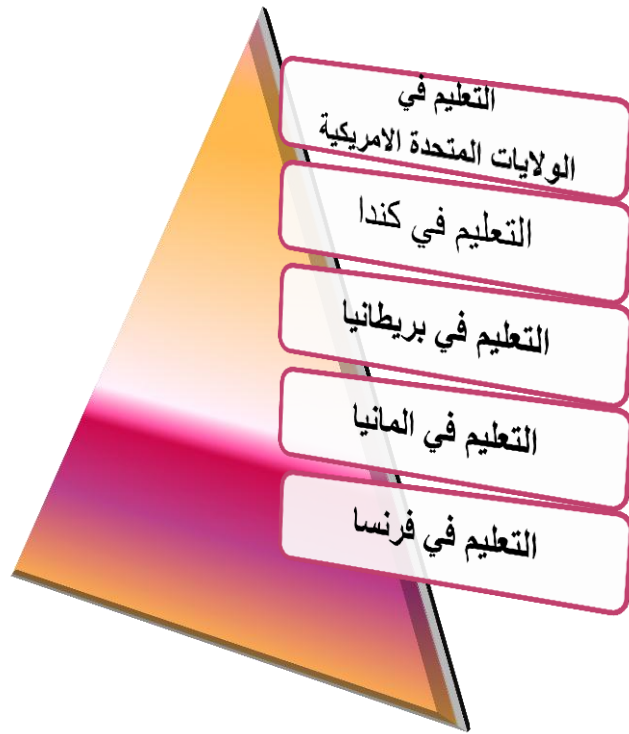 التعليم في
الولايات المتحدة الامريكية
التعليم في كندا
التعليم في بريطانيا
التعليم في المانيا
التعليم في فرنسا